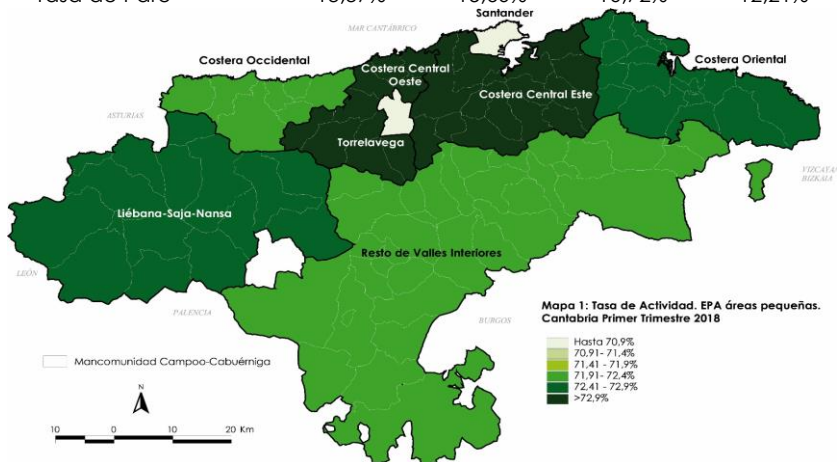 Tasa de Paro
Santander
MAR CANTÁBRICO
Costera Occidental
Costera Central
Oeste
Costera Oriental
Costera Central Este
ASTURIAS
Torrelavega
VIZCAYA/
BIZKAIA
Liébana-Saja-Nansa
Resto de Valles Interiores
LEÓN
PALENCIA
BURGOS
Mapa 1: Tasa de Actividad. EPA áreas pequeñas.
Cantabria Primer Trimestre 2018
Hasta 70,9%
70,91- 71,4%
71,41 - 71,9%
71,91- 72,4%
72,41 - 72,9%
>72,9%
Mancomunidad Campoo-Cabuérniga
N
10 0 10 20 Km